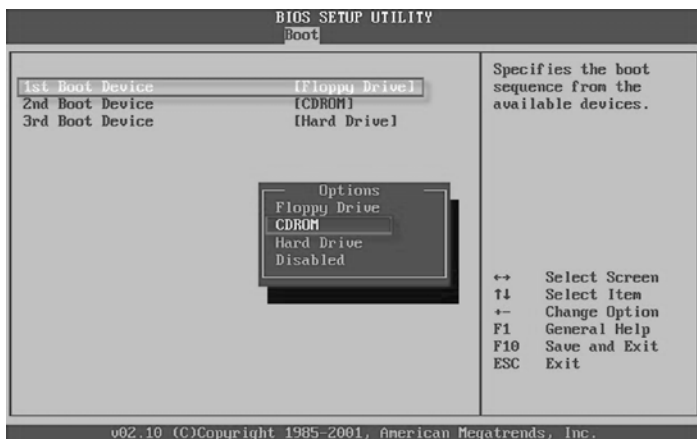 BIOS SETUP UTILITY
Boot
1st Boot Device [Floppy Drive]
2nd Boot Device [CDROM]
3rd Boot Device [Hard Drive]
Options
Floppy Drive
CDROM
Hard Drive
Disabled
Specifies the boot
sequence from the
available devices.
↔ Select Screen
↑↓ Select Item
+- Change Option
F1 General Help
F10 Save and Exit
ESC Exit
v02.10 (C)Copyright 1985-2001, American Megatrends, Inc.